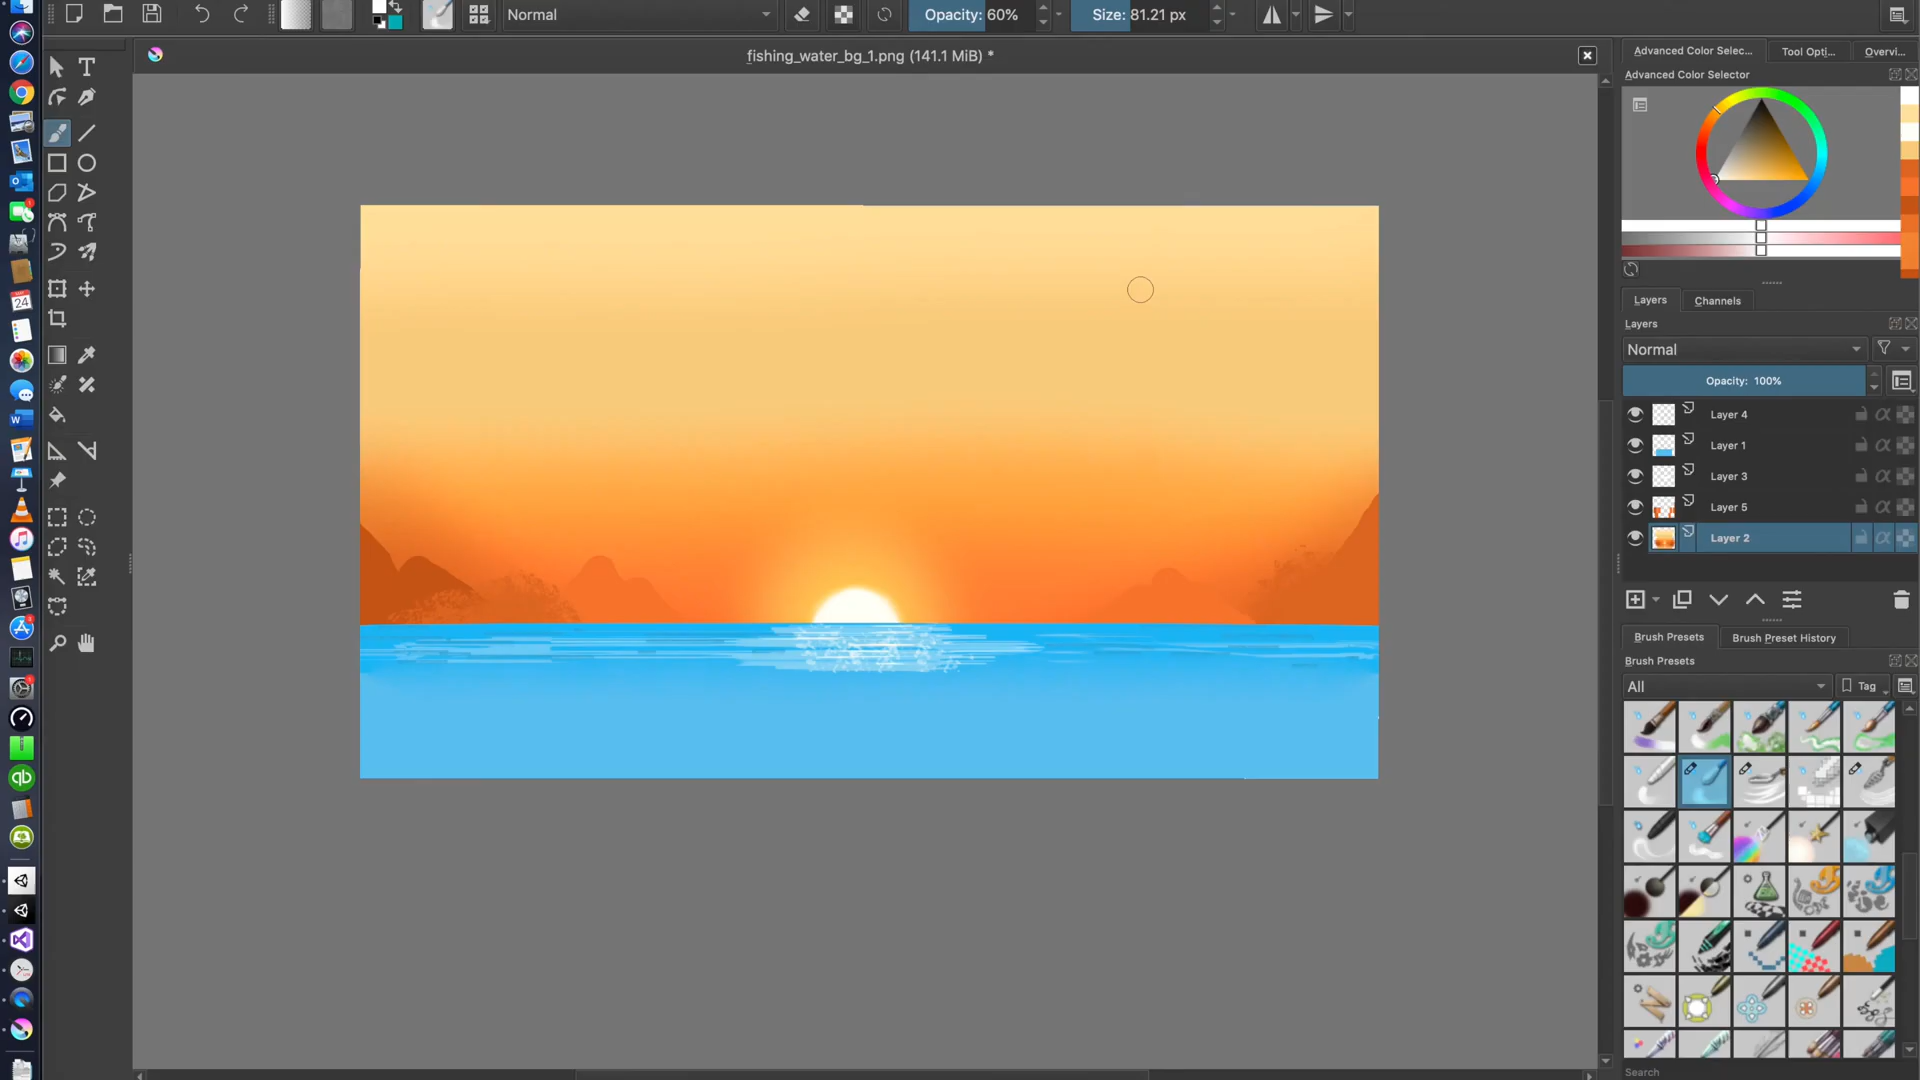 Normal
Opacity: 60%
Size: 81.21 px
fishing_water_bg_1.png (141.1 MiB) *
Advanced Color Selec...
Tool Opti...
Overvi...
Advanced Color Selector
T
Layers
Channels
Layers
Normal
Opacity: 100%
Layer 4
Layer 1
Layer 3
Layer 5
Layer 2
Brush Presets
Brush Preset History
Brush Presets
All
Tag
24
W
qb
Search